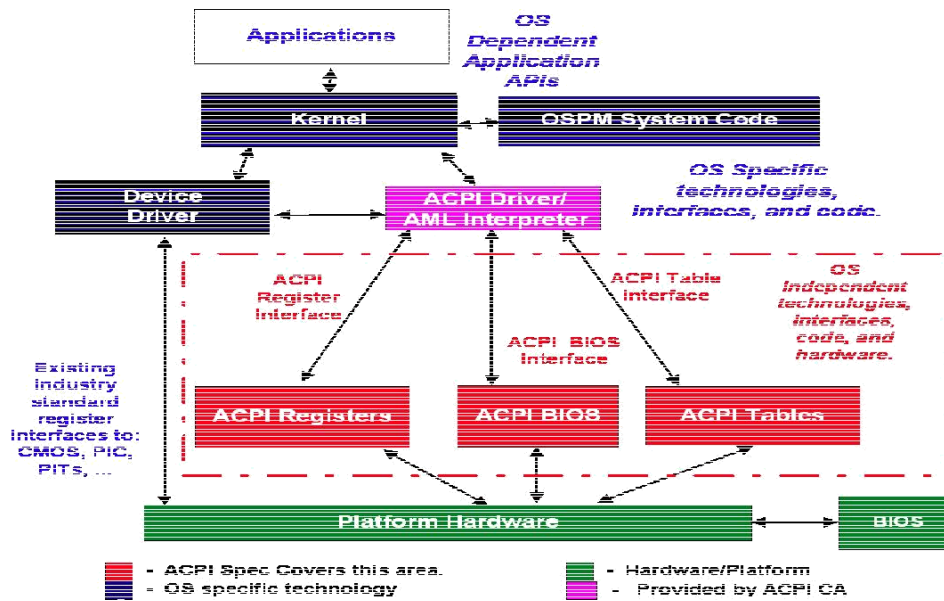 Applications
OS
Dependent
Application
APIs
Kernel
OSPM System Code
Device
Driver
ACPI Driver/
AML Interpreter
OS Specific
technologies,
interfaces, and code.
ACPI
Register
Interface
ACPI Table
Interface
OS
Independent
technologies,
interfaces,
code, and
hardware.
ACPI BIOS
Interface
Existing
industry
standard
register
interfaces to:
CMOS, PIC,
PITs, ...
ACPI Registers
ACPI BIOS
ACPI Tables
Platform Hardware
BIOS
- ACPI Spec Covers this area.
- OS specific technology
- Hardware/Platform
- Provided by ACPI CA